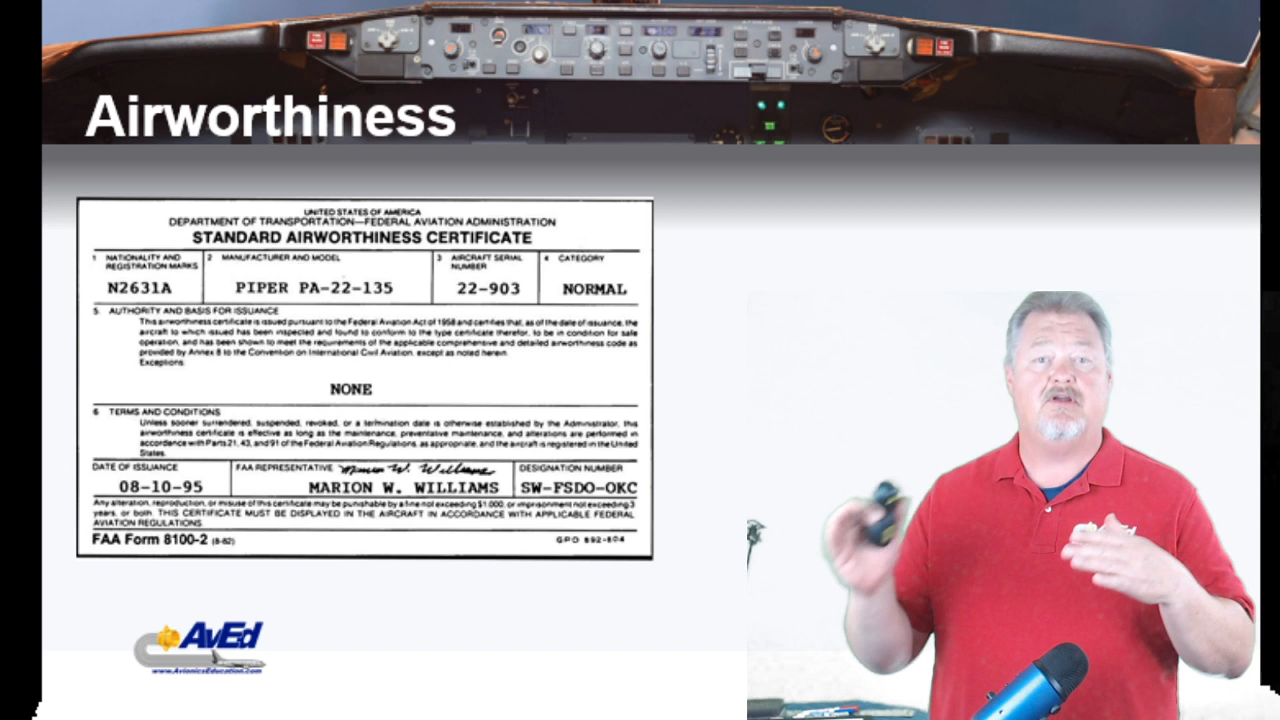 Airworthiness
UNITED STATES OF AMERICA
DEPARTMENT OF TRANSPORTATION—FEDERAL AVIATION ADMINISTRATION
STANDARD AIRWORTHINESS CERTIFICATE
1 NATIONALITY AND REGISTRATION MARKS
N2631A
2 MANUFACTURER AND MODEL
PIPER PA-22-135
3 AIRCRAFT SERIAL NUMBER
22-903
4 CATEGORY
NORMAL
5. AUTHORITY AND BASIS FOR ISSUANCE
This airworthiness certificate is issued pursuant to the Federal Aviation Act of 1958 and certifies that, as of the date of issuance, the
aircraft to which issued has been inspected and found to conform to the type certificate therefor, to be in condition for safe
operation, and has been shown to meet the requirements of the applicable comprehensive and detailed airworthiness code as
provided by Annex 8 to the Convention on International Civil Aviation, except as noted herein.
Exceptions.
NONE
6 TERMS AND CONDITIONS
Unless sooner surrendered, suspended, revoked, or a termination date is otherwise established by the Administrator, this
airworthiness certificate is effective as long as the maintenance, preventative maintenance, and alterations are performed in
accordance with Parts 21, 43, and 91 of the Federal Aviation Regulations, as appropriate, and the aircraft is registered in the United
States.
DATE OF ISSUANCE
08-10-95
FAA REPRESENTATIVE Marion W. Williams
MARION W. WILLIAMS
DESIGNATION NUMBER
SW-FSDO-OKC
Any alteration, reproduction, or misuse of this certificate may be punishable by a fine not exceeding $1,000, or imprisonment not exceeding 3
years, or both. THIS CERTIFICATE MUST BE DISPLAYED IN THE AIRCRAFT IN ACCORDANCE WITH APPLICABLE FEDERAL
AVIATION REGULATIONS.
FAA Form 8100-2 (8-82)
GPO 892-804
AvEd
www.AvionicsEducation.com
AvEd